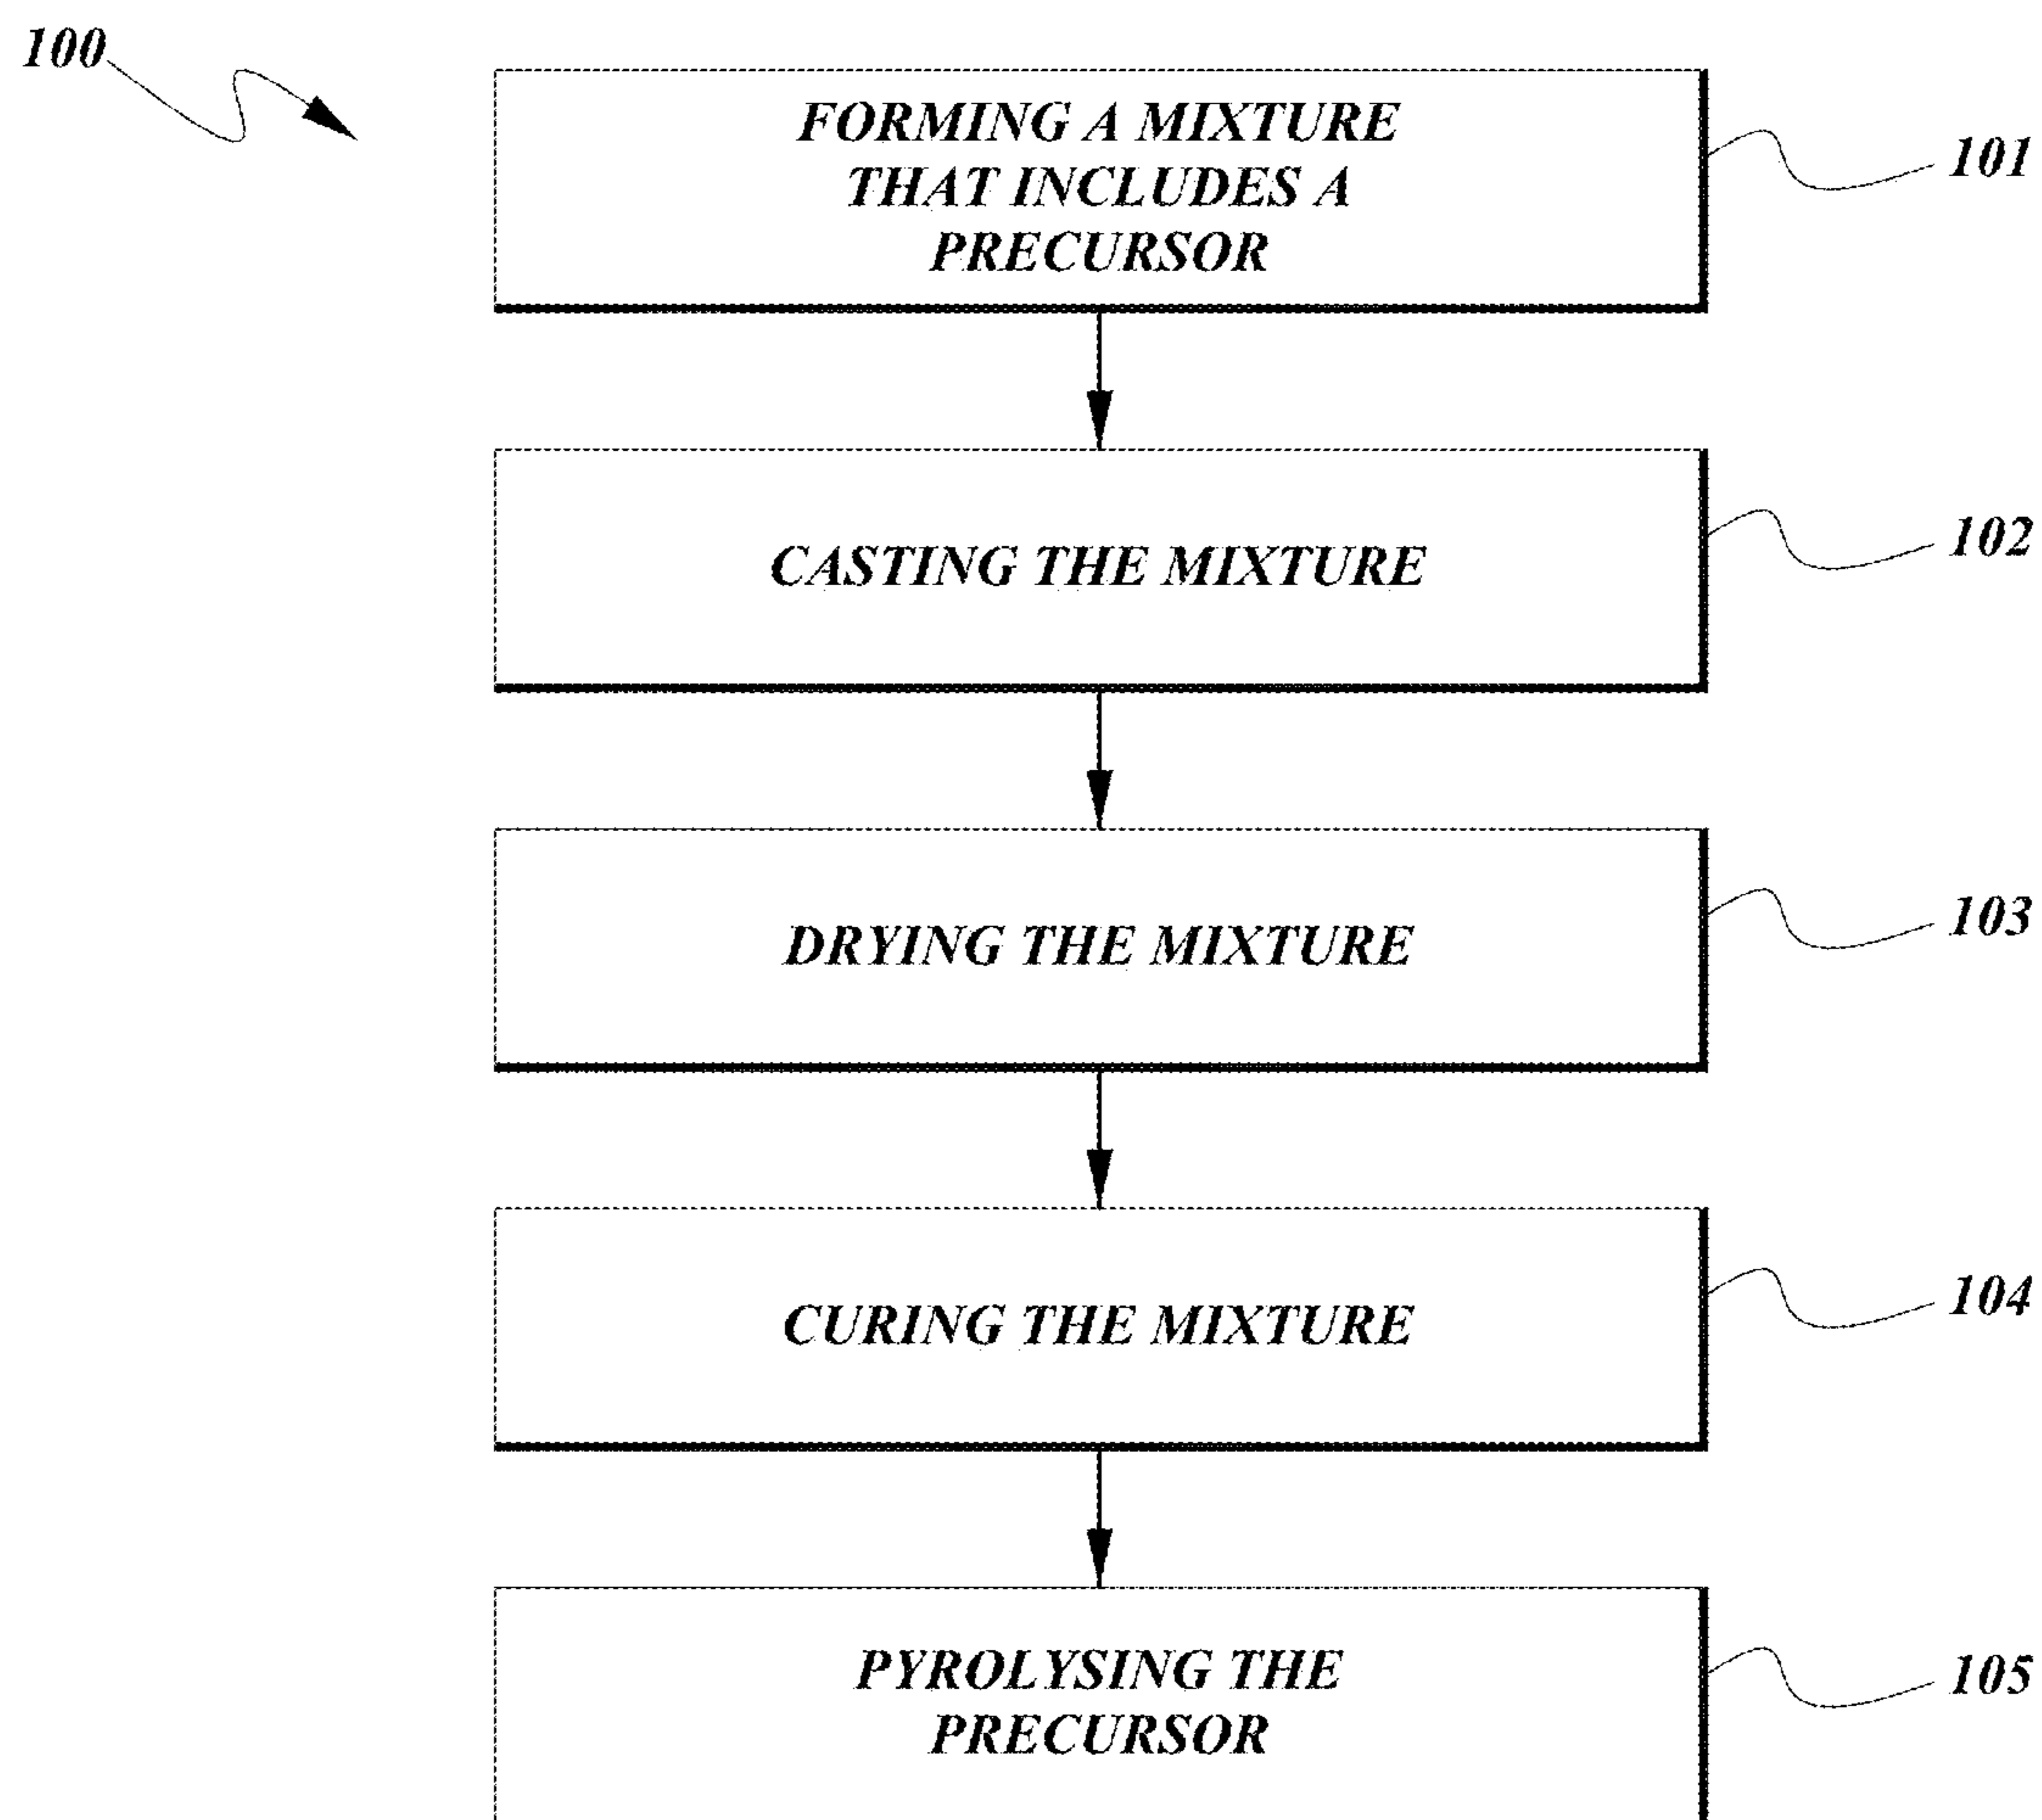 100
FORMING A MIXTURE
THAT INCLUDES A
PRECURSOR
101
CASTING THE MIXTURE
102
DRYING THE MIXTURE
103
CURING THE MIXTURE
104
PYROLYSING THE
PRECURSOR
105